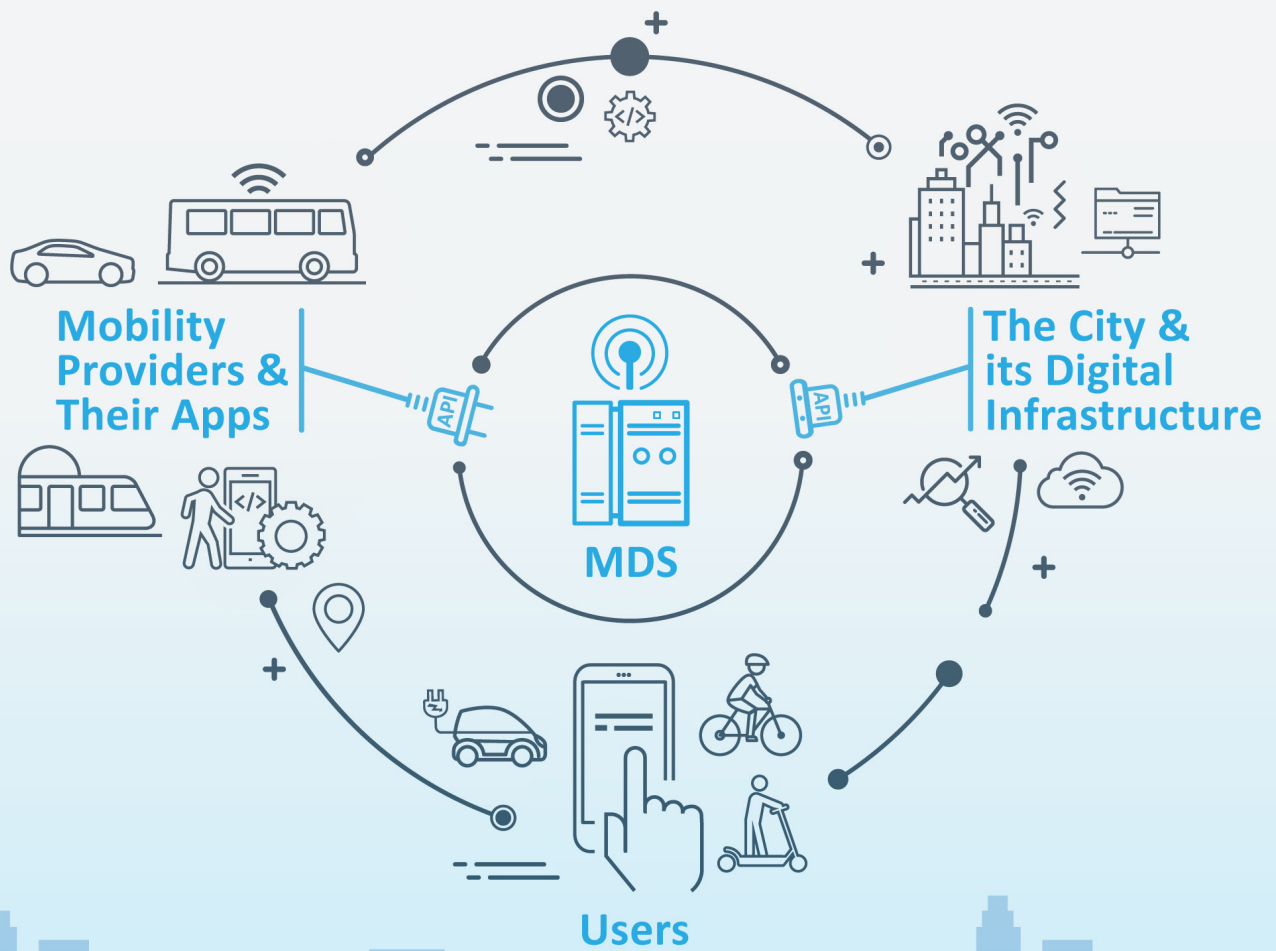 </>
Mobility
Providers &
Their Apps
API
MDS
API
The City &
its Digital
Infrastructure
</>
Users